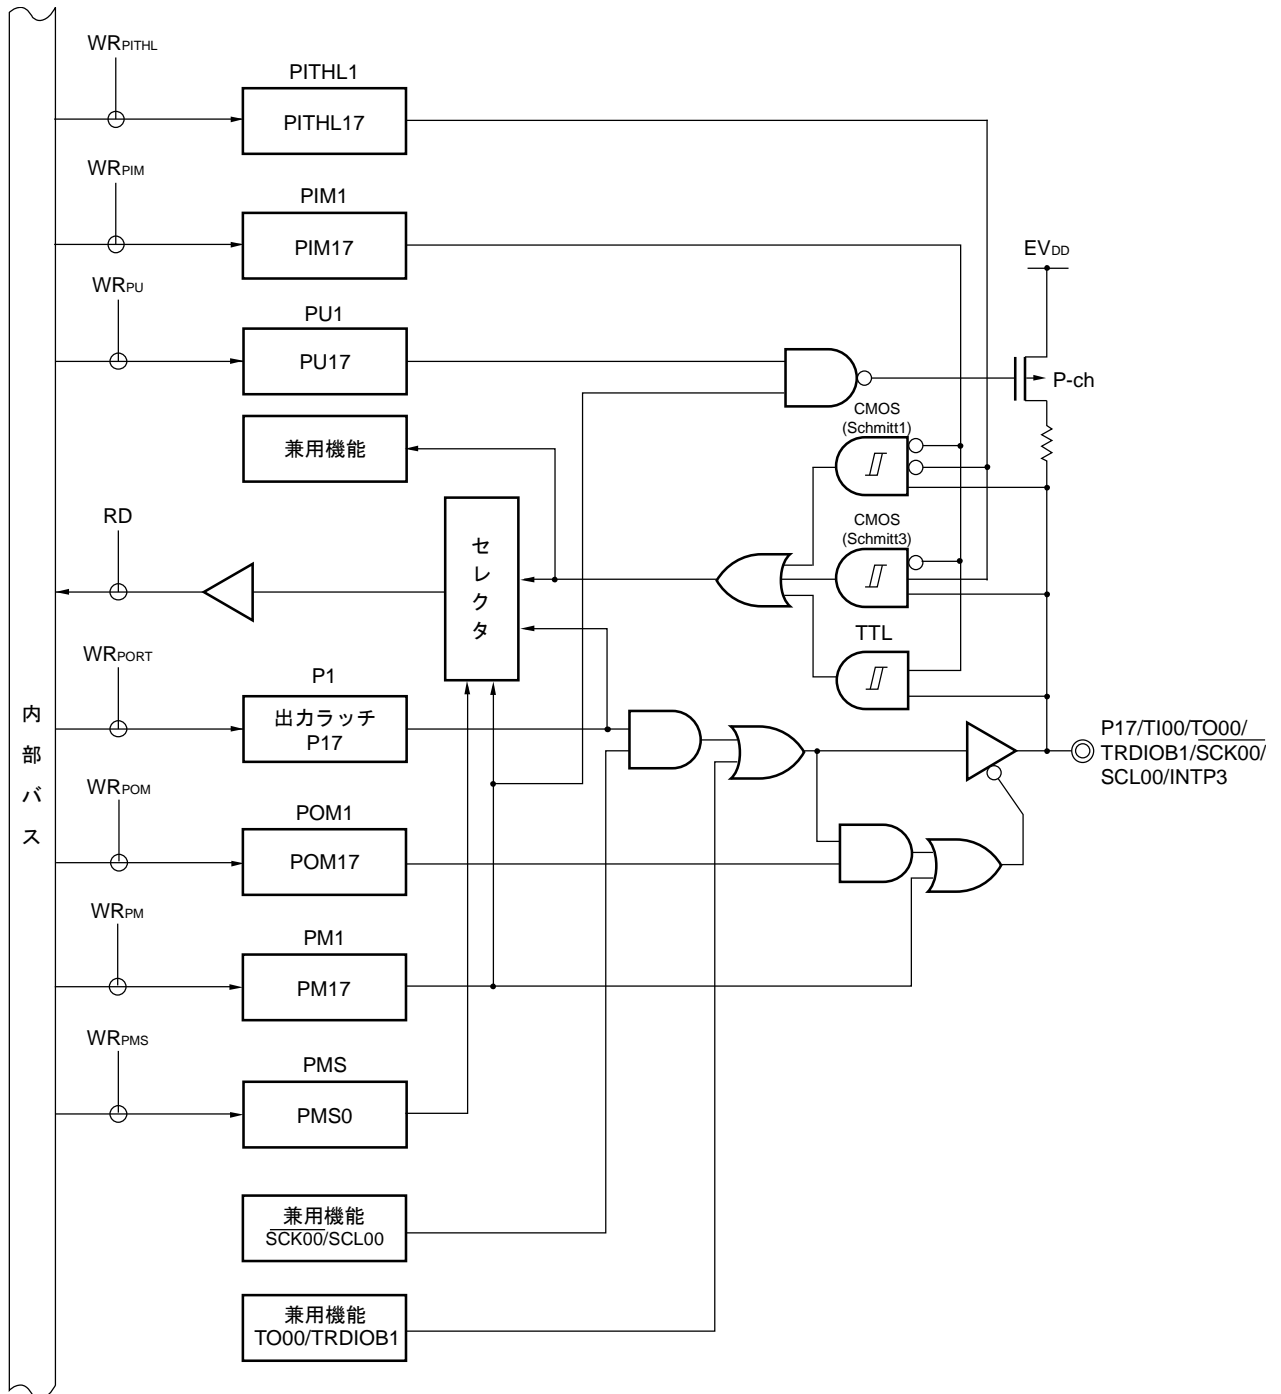 WRPITHL
PITHL1
PITHL17
WRPIM
PIM1
PIM17
WRPU
PU1
PU17
EVDD
P-ch
兼用機能
CMOS
(Schmitt1)
RD
セレクタ
CMOS
(Schmitt3)
TTL
WRPORT
P1
出力ラッチ
P17
内部バス
P17/TI00/TO00/
TRDIOB1/SCK00/
SCL00/INTP3
WRPOM
POM1
POM17
WRPM
PM1
PM17
WRPMS
PMS
PMS0
兼用機能
SCK00/SCL00
兼用機能
TO00/TRDIOB1